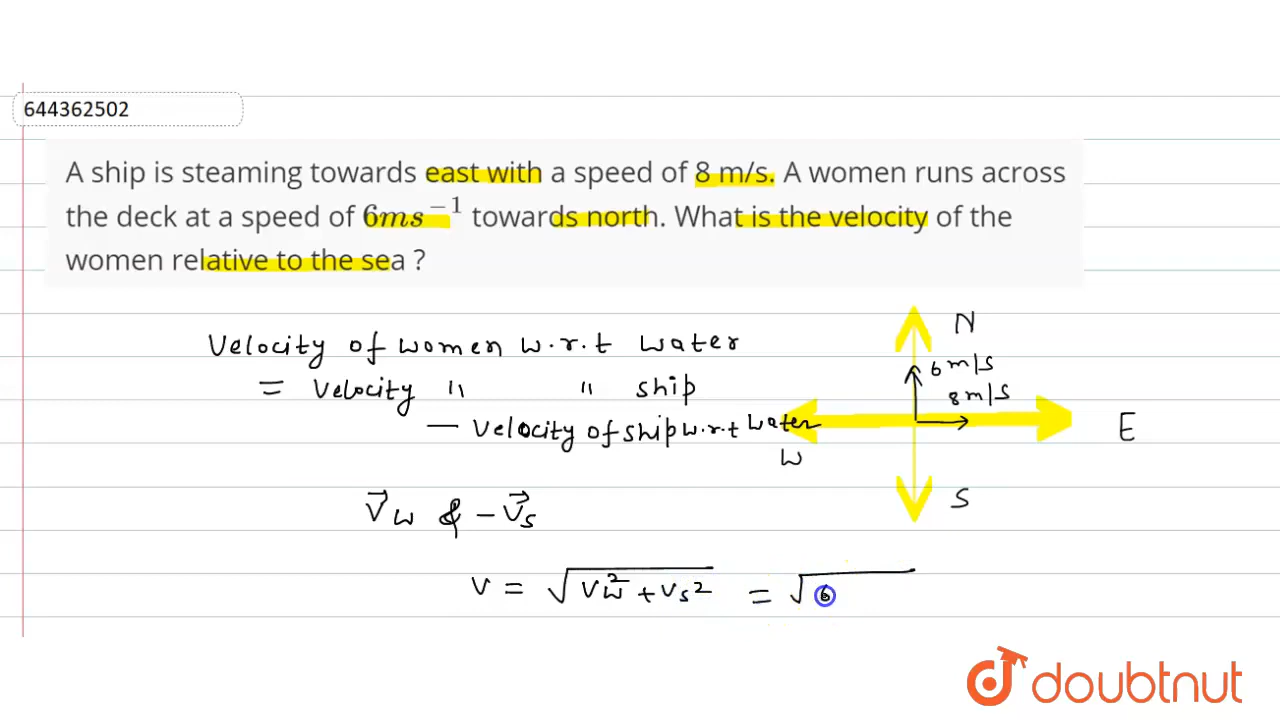 644362502
A ship is steaming towards east with a speed of 8 m/s. A women runs across
the deck at a speed of 6ms⁻¹ towards north. What is the velocity of the
women relative to the sea ?
Velocity of women w.r.t water
= Velocity " " ship
— Velocity of ship w.r.t water
N
6 m/s
8 m/s
E
W
S
V⃗w & - V⃗s
V = √(Vw² + Vs²) = √6
doubtnut